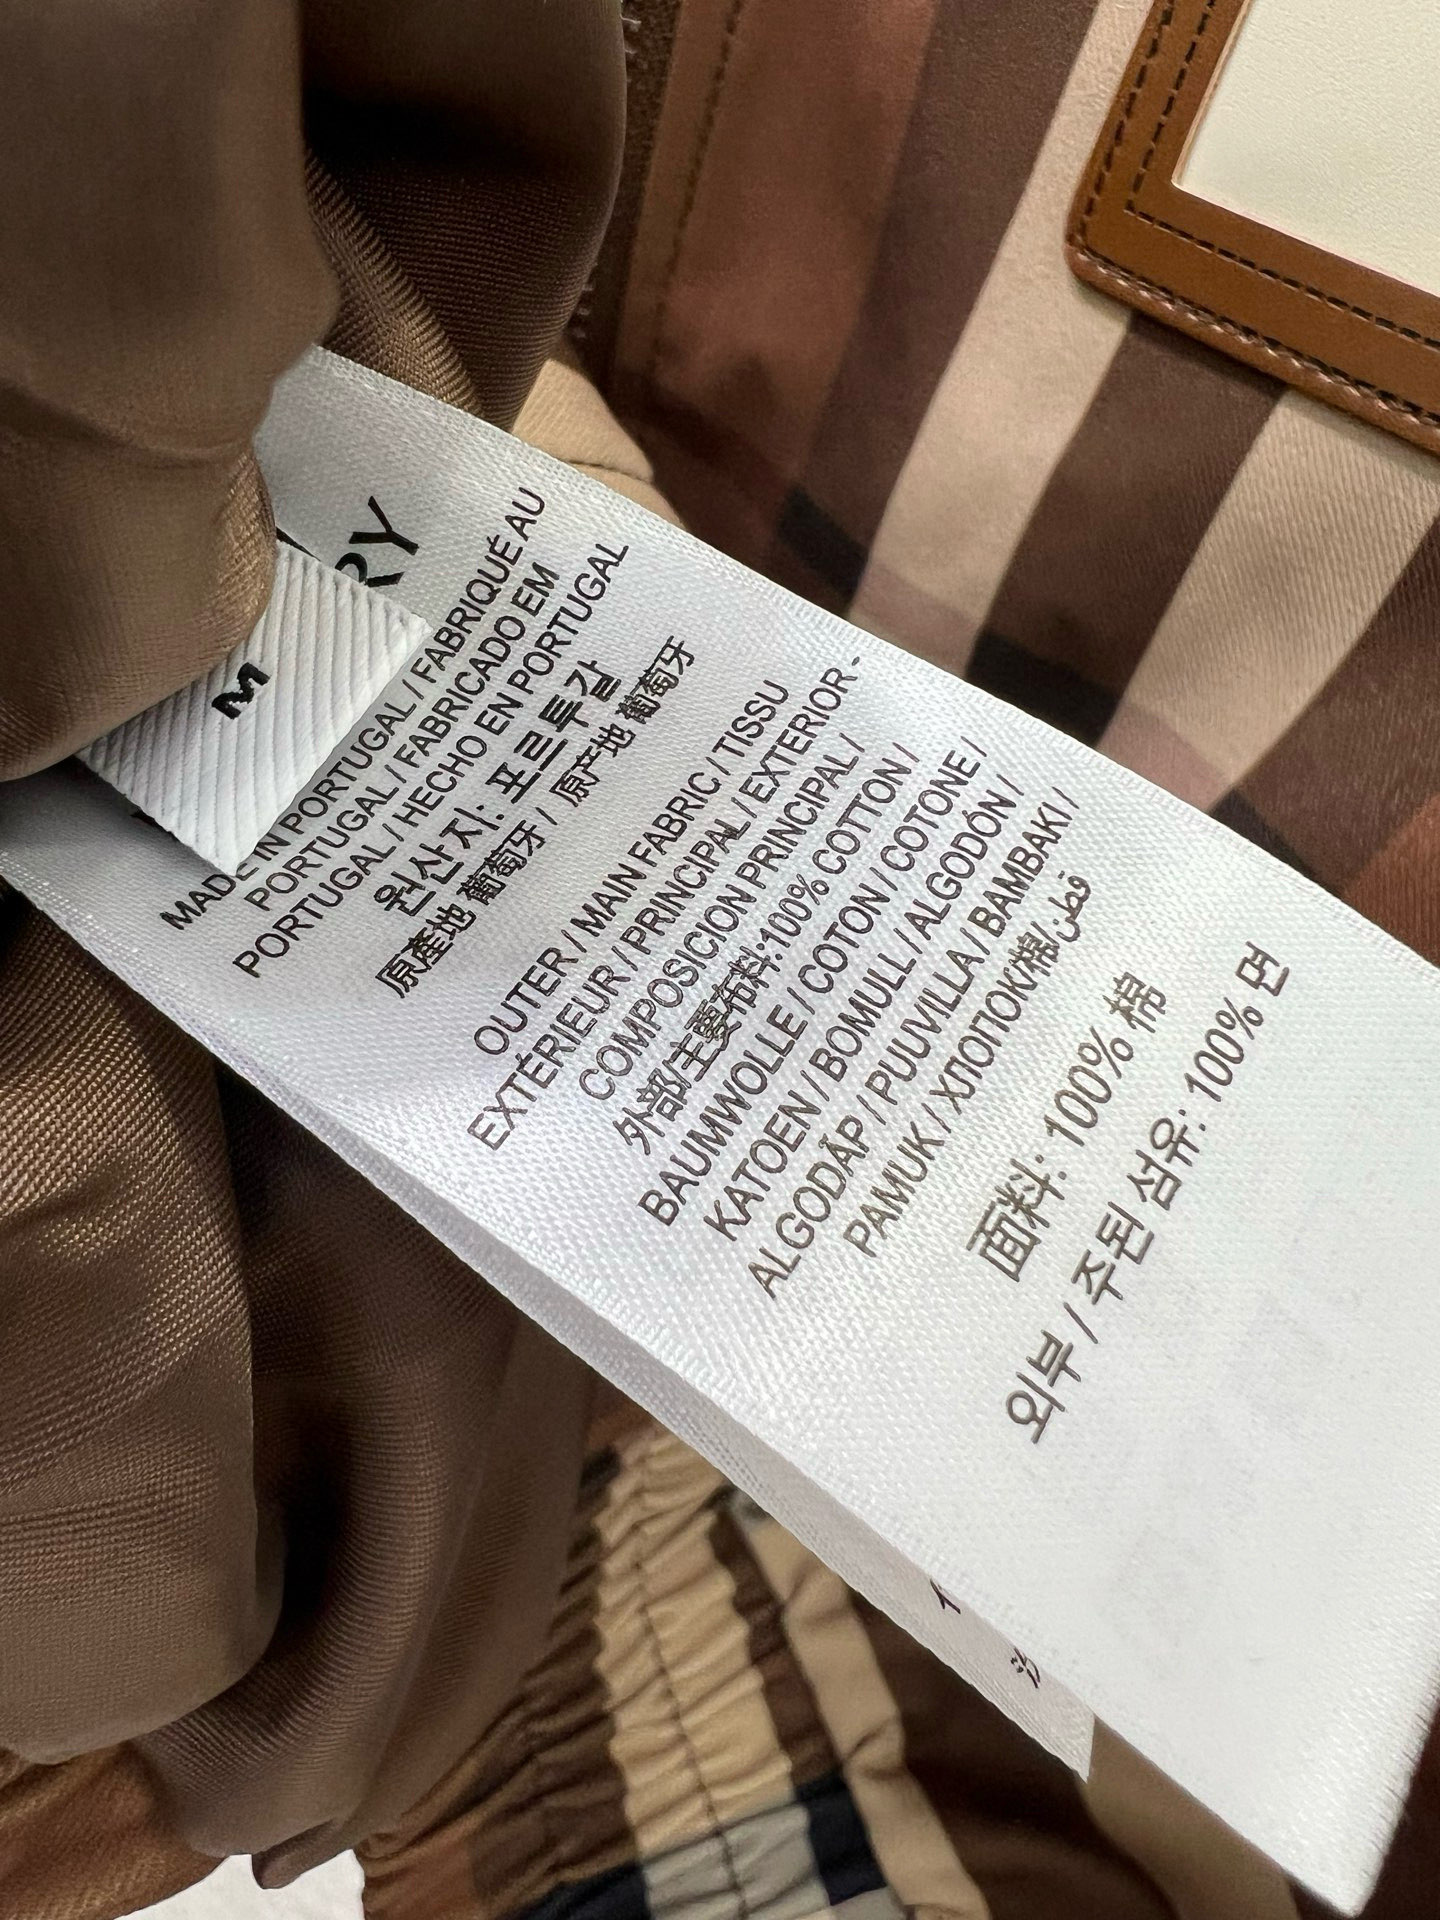 RY
M
MADE IN PORTUGAL / FABRIQUÉ AU
PORTUGAL / FABRICADO EM
PORTUGAL / HECHO EN PORTUGAL
원산지: 포르투갈
原產地 葡萄牙 / 原产地 葡萄牙
OUTER / MAIN FABRIC / TISSU
EXTÉRIEUR / PRINCIPAL / EXTERIOR -
COMPOSICION PRINCIPAL /
外部/主要布料:100% COTTON /
BAUMWOLLE / COTON / COTONE /
KATOEN / BOMULL / ALGODÓN /
ALGODÃP / PUUVILLA / BAMBAKI /
PAMUK / ХЛОПОК/棉/قطن
面料: 100% 棉
외부 / 주된 섬유: 100% 면